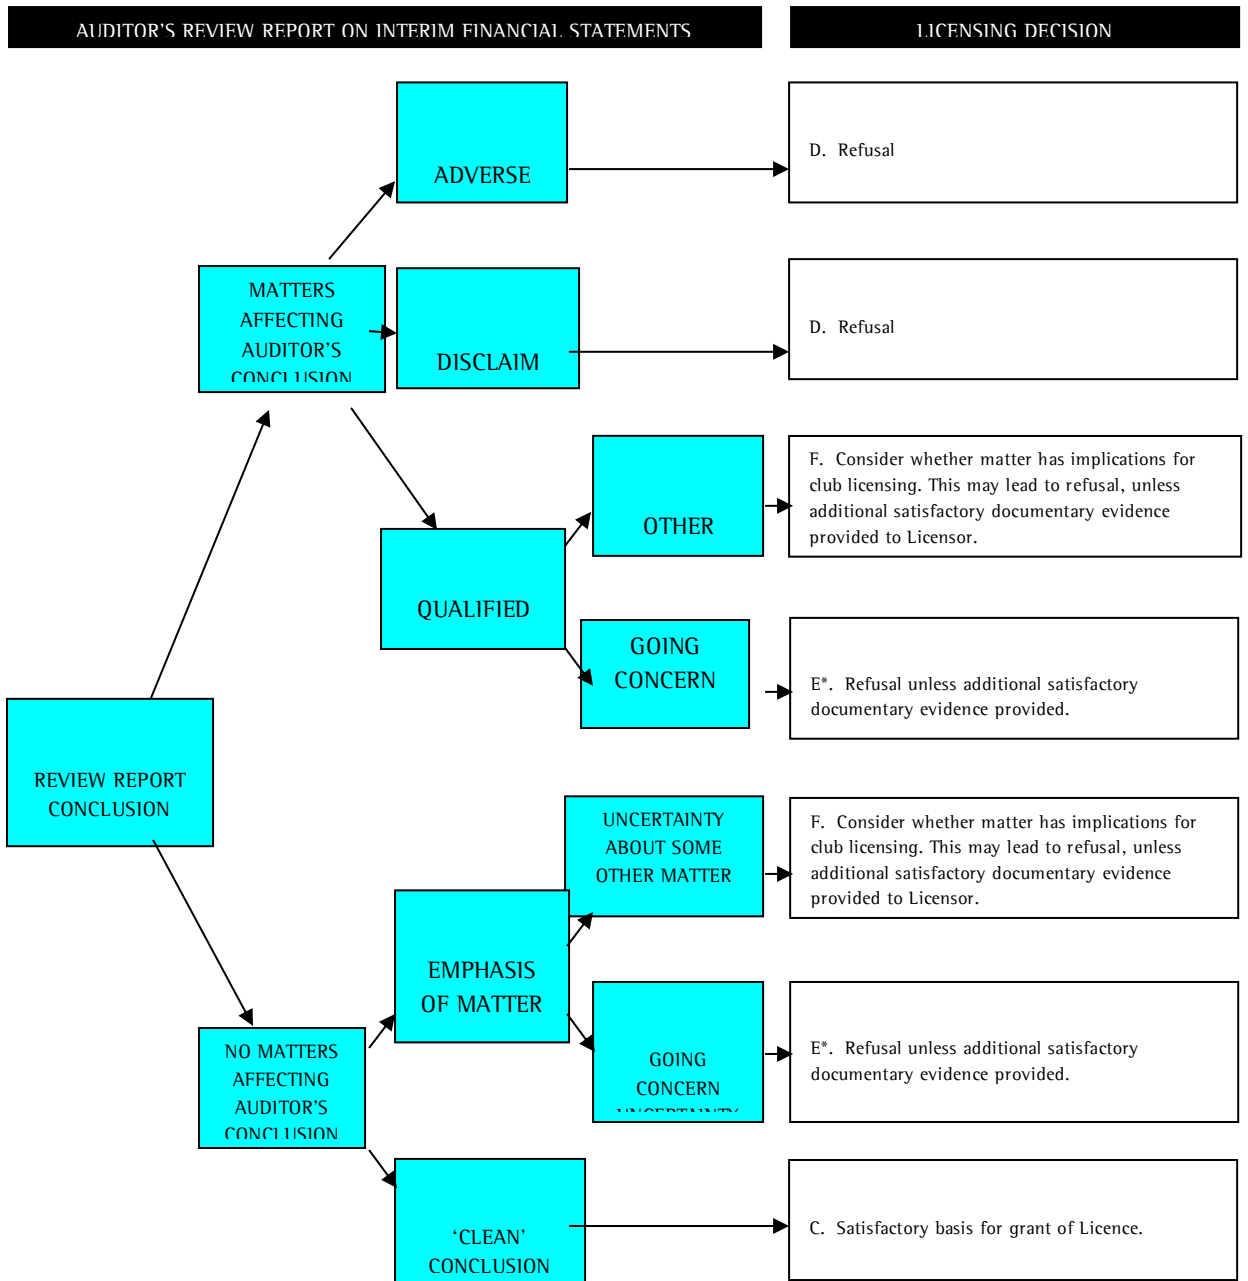 AUDITOR'S REVIEW REPORT ON INTERIM FINANCIAL STATEMENTS
LICENSING DECISION
ADVERSE
D. Refusal
MATTERS
AFFECTING
AUDITOR'S
CONCLUSION
DISCLAIM
D. Refusal
OTHER
F. Consider whether matter has implications for
club licensing. This may lead to refusal, unless
additional satisfactory documentary evidence
provided to Licensor.
QUALIFIED
GOING
CONCERN
E*. Refusal unless additional satisfactory
documentary evidence provided.
REVIEW REPORT
CONCLUSION
UNCERTAINTY
ABOUT SOME
OTHER MATTER
F. Consider whether matter has implications for
club licensing. This may lead to refusal, unless
additional satisfactory documentary evidence
provided to Licensor.
EMPHASIS
OF MATTER
GOING
CONCERN
UNCERTAINTY
E*. Refusal unless additional satisfactory
documentary evidence provided.
NO MATTERS
AFFECTING
AUDITOR'S
CONCLUSION
‘CLEAN’
CONCLUSION
C. Satisfactory basis for grant of Licence.